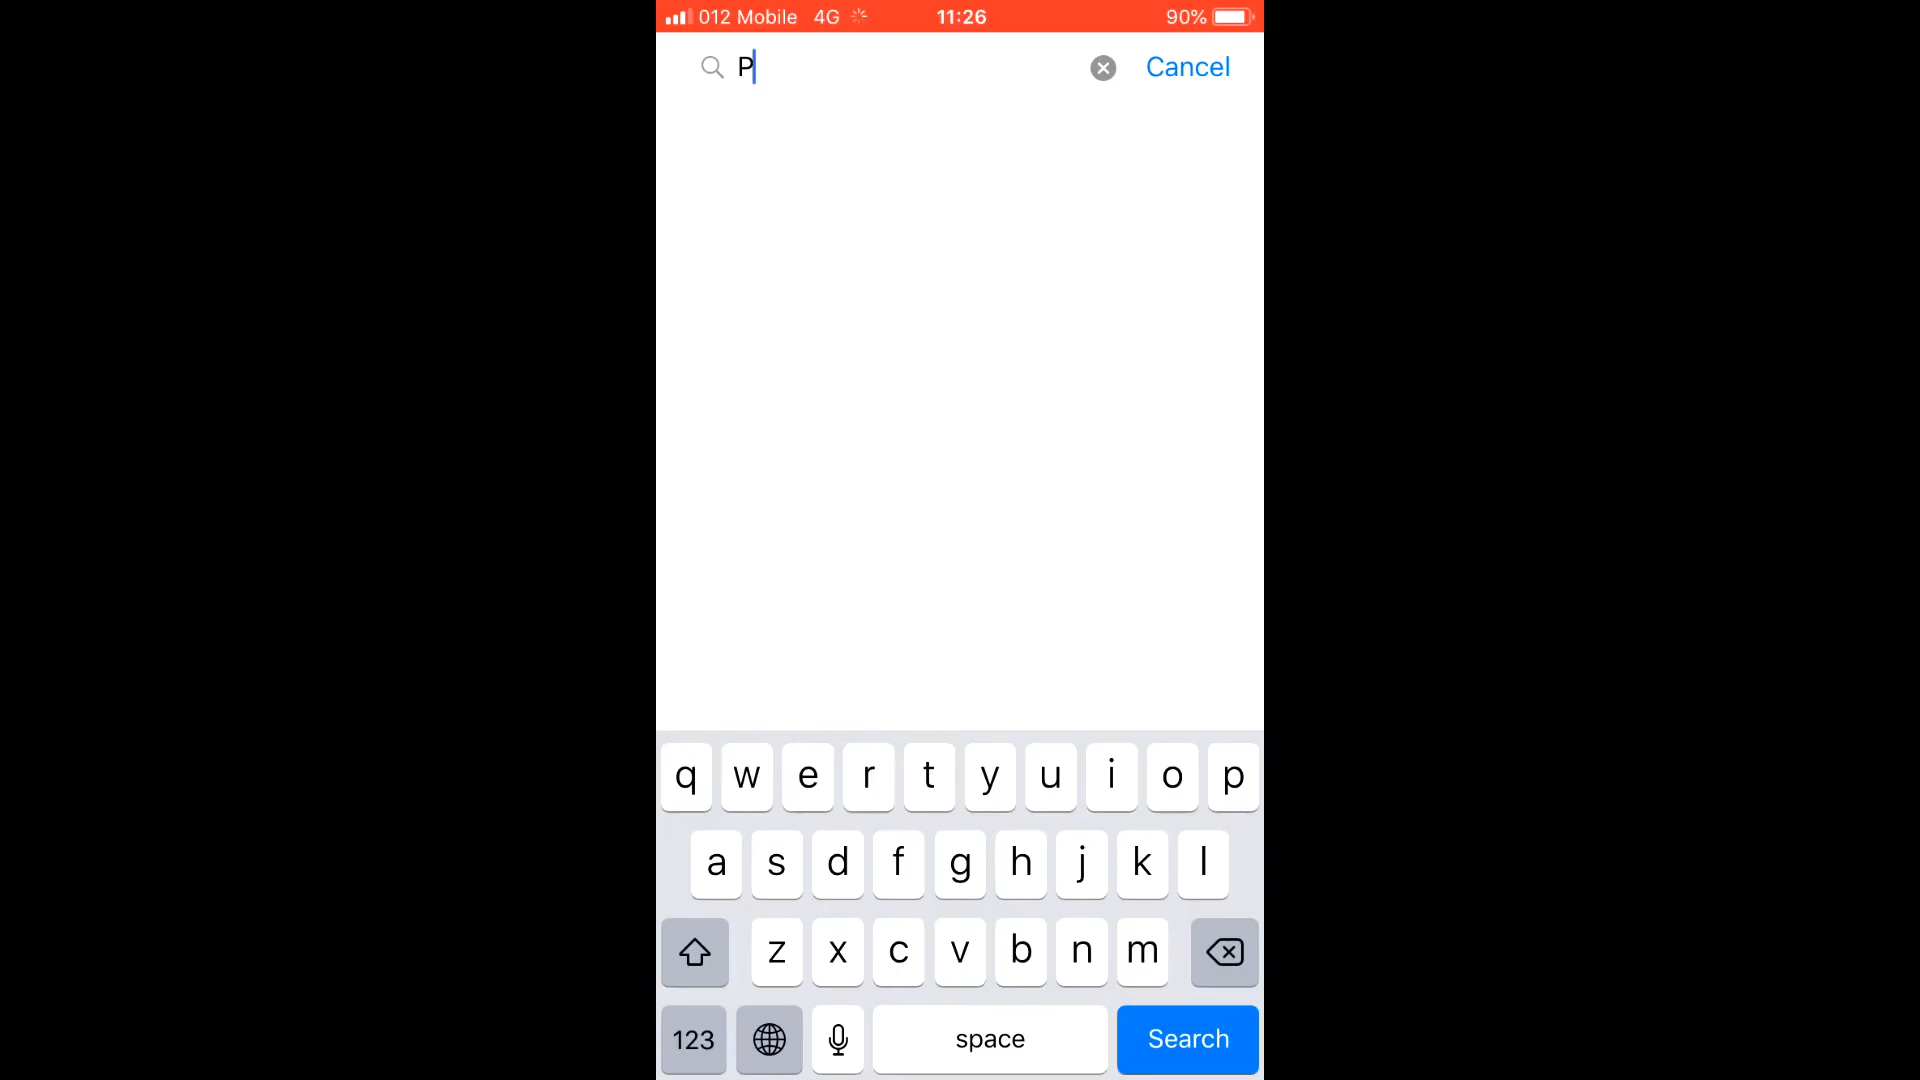 012 Mobile 4G 11:26 90%
P Cancel
q w e r t y u i o p
a s d f g h j k l
z x c v b n m
123 space Search